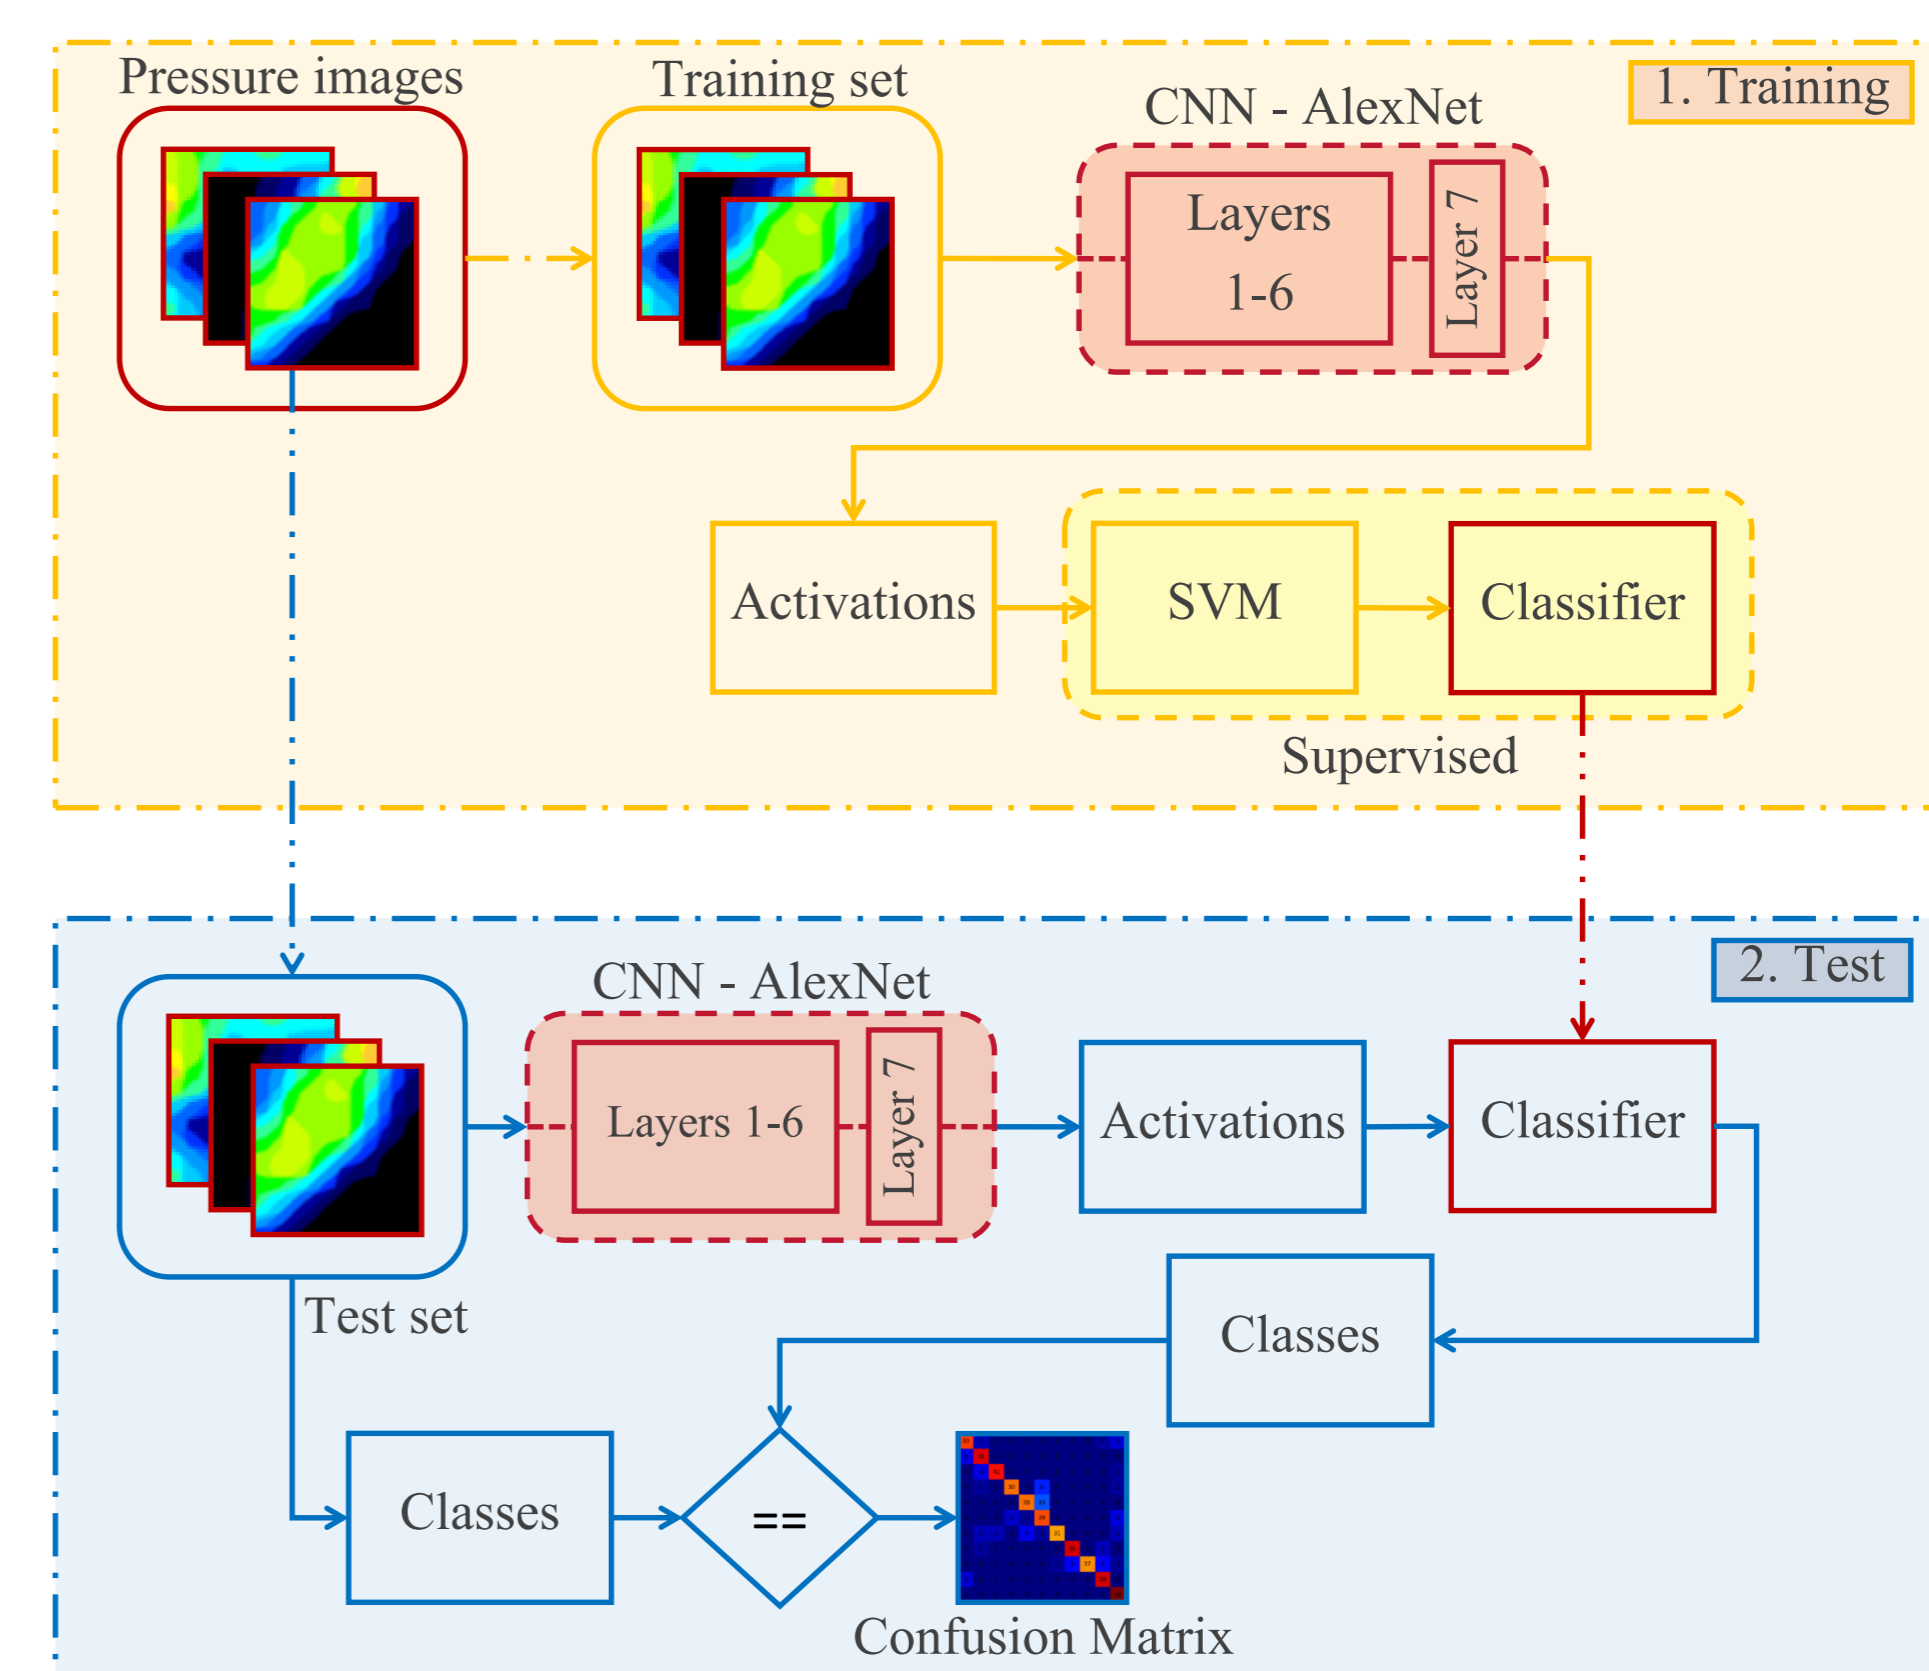 Pressure images
Training set
CNN - AlexNet
1. Training
Layers
1-6
Layer 7
Activations
SVM
Classifier
Supervised
2. Test
CNN - AlexNet
Layers 1-6
Layer 7
Activations
Classifier
Test set
Classes
Classes
==
Confusion Matrix